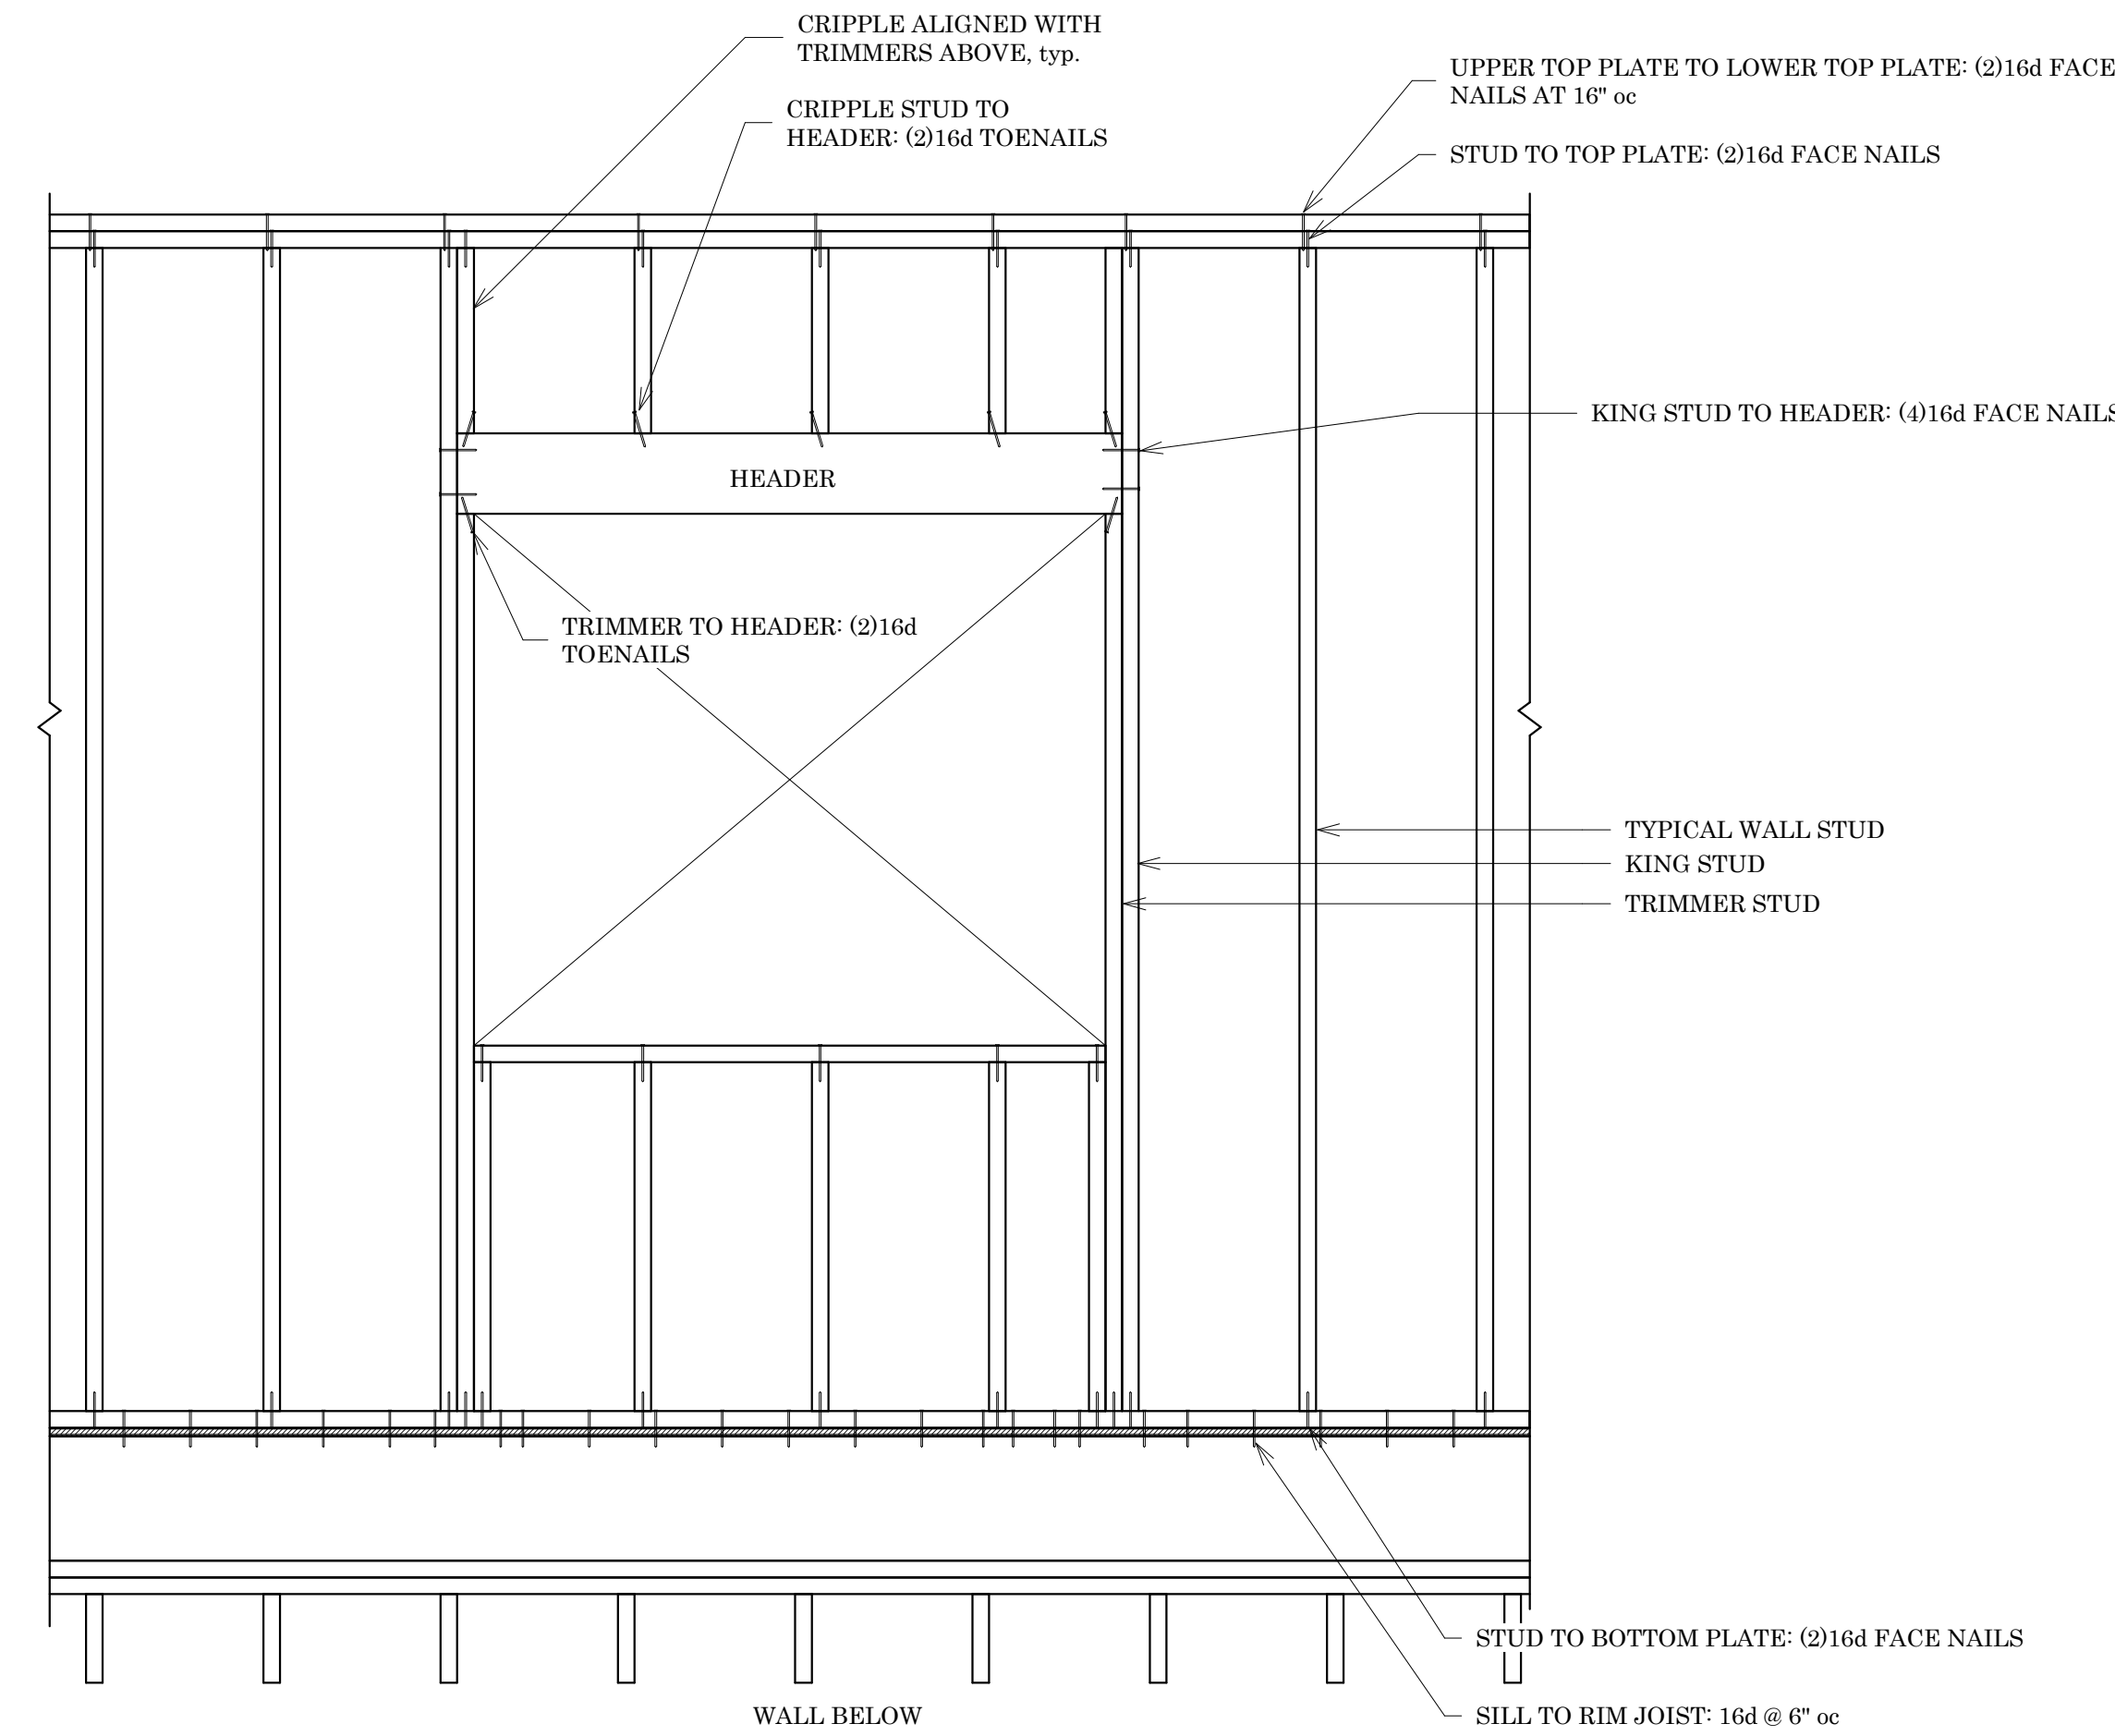 CRIPPLE ALIGNED WITH
TRIMMERS ABOVE, typ.
UPPER TOP PLATE TO LOWER TOP PLATE: (2)16d FACE
NAILS AT 16" oc
CRIPPLE STUD TO
HEADER: (2)16d TOENAILS
STUD TO TOP PLATE: (2)16d FACE NAILS
KING STUD TO HEADER: (4)16d FACE NAILS
HEADER
TRIMMER TO HEADER: (2)16d
TOENAILS
TYPICAL WALL STUD
KING STUD
TRIMMER STUD
STUD TO BOTTOM PLATE: (2)16d FACE NAILS
WALL BELOW
SILL TO RIM JOIST: 16d @ 6" oc